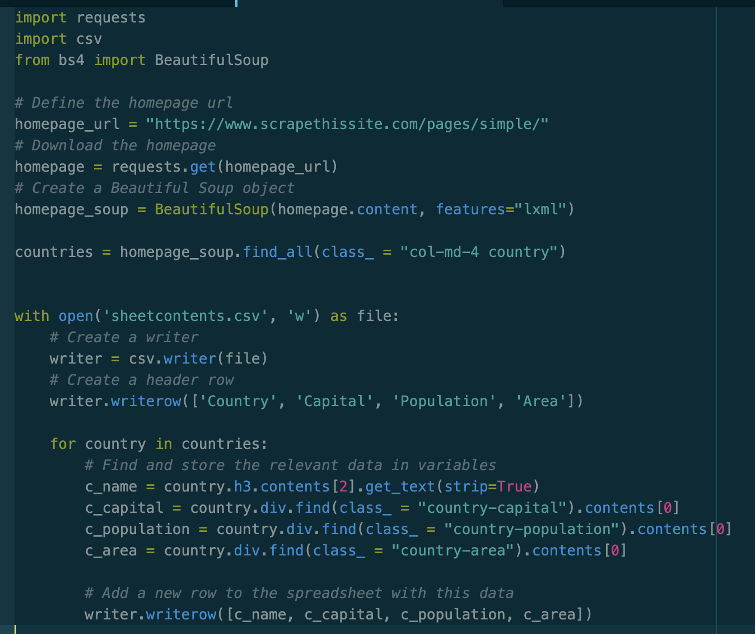 import requests
import csv
from bs4 import BeautifulSoup

# Define the homepage url
homepage_url = "https://www.scrapethissite.com/pages/simple/"
# Download the homepage
homepage = requests.get(homepage_url)
# Create a Beautiful Soup object
homepage_soup = BeautifulSoup(homepage.content, features="lxml")

countries = homepage_soup.find_all(class_ = "col-md-4 country")


with open('sheetcontents.csv', 'w') as file:
    # Create a writer
    writer = csv.writer(file)
    # Create a header row
    writer.writerow(['Country', 'Capital', 'Population', 'Area'])

    for country in countries:
        # Find and store the relevant data in variables
        c_name = country.h3.contents[2].get_text(strip=True)
        c_capital = country.div.find(class_ = "country-capital").contents[0]
        c_population = country.div.find(class_ = "country-population").contents[0]
        c_area = country.div.find(class_ = "country-area").contents[0]

        # Add a new row to the spreadsheet with this data
        writer.writerow([c_name, c_capital, c_population, c_area])